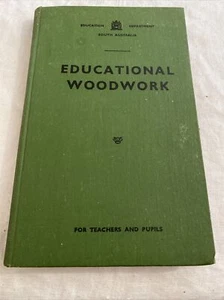 EDUCATION DEPARTMENT
SOUTH AUSTRALIA
EDUCATIONAL
WOODWORK
FOR TEACHERS AND PUPILS